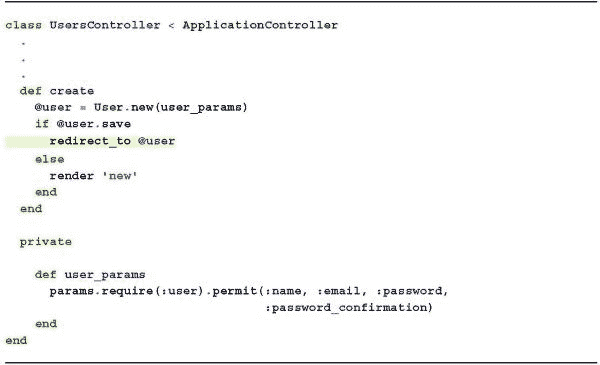 class UsersController < ApplicationController
  .
  .
  .
  def create
    @user = User.new(user_params)
    if @user.save
      redirect_to @user
    else
      render 'new'
    end
  end

  private

    def user_params
      params.require(:user).permit(:name, :email, :password,
                                   :password_confirmation)
    end
end